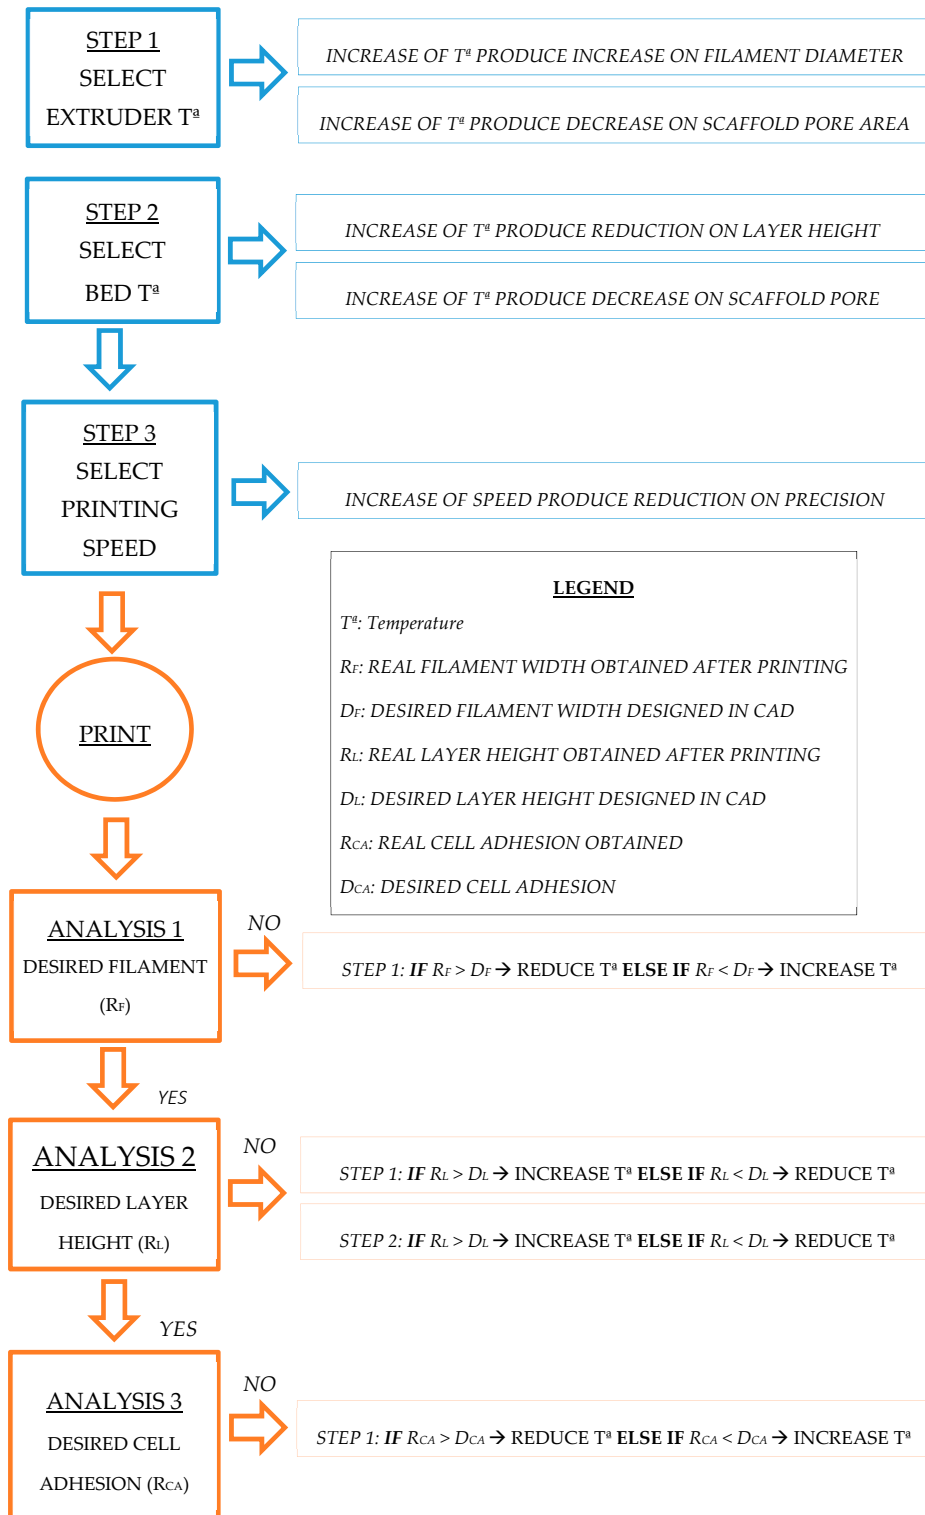 STEP 1
SELECT
EXTRUDER Tª
INCREASE OF Tª PRODUCE INCREASE ON FILAMENT DIAMETER
INCREASE OF Tª PRODUCE DECREASE ON SCAFFOLD PORE AREA
STEP 2
SELECT
BED Tª
INCREASE OF Tª PRODUCE REDUCTION ON LAYER HEIGHT
INCREASE OF Tª PRODUCE DECREASE ON SCAFFOLD PORE
STEP 3
SELECT
PRINTING
SPEED
INCREASE OF SPEED PRODUCE REDUCTION ON PRECISION
LEGEND
Tª: Temperature
RF: REAL FILAMENT WIDTH OBTAINED AFTER PRINTING
DF: DESIRED FILAMENT WIDTH DESIGNED IN CAD
RL: REAL LAYER HEIGHT OBTAINED AFTER PRINTING
DL: DESIRED LAYER HEIGHT DESIGNED IN CAD
RCA: REAL CELL ADHESION OBTAINED
DCA: DESIRED CELL ADHESION
PRINT
ANALYSIS 1
DESIRED FILAMENT
(RF)
NO
STEP 1: IF RF > DF → REDUCE Tª ELSE IF RF < DF → INCREASE Tª
YES
ANALYSIS 2
DESIRED LAYER
HEIGHT (RL)
NO
STEP 1: IF RL > DL → INCREASE Tª ELSE IF RL < DL → REDUCE Tª
STEP 2: IF RL > DL → INCREASE Tª ELSE IF RL < DL → REDUCE Tª
YES
ANALYSIS 3
DESIRED CELL
ADHESION (RCA)
NO
STEP 1: IF RCA > DCA → REDUCE Tª ELSE IF RCA < DCA → INCREASE Tª